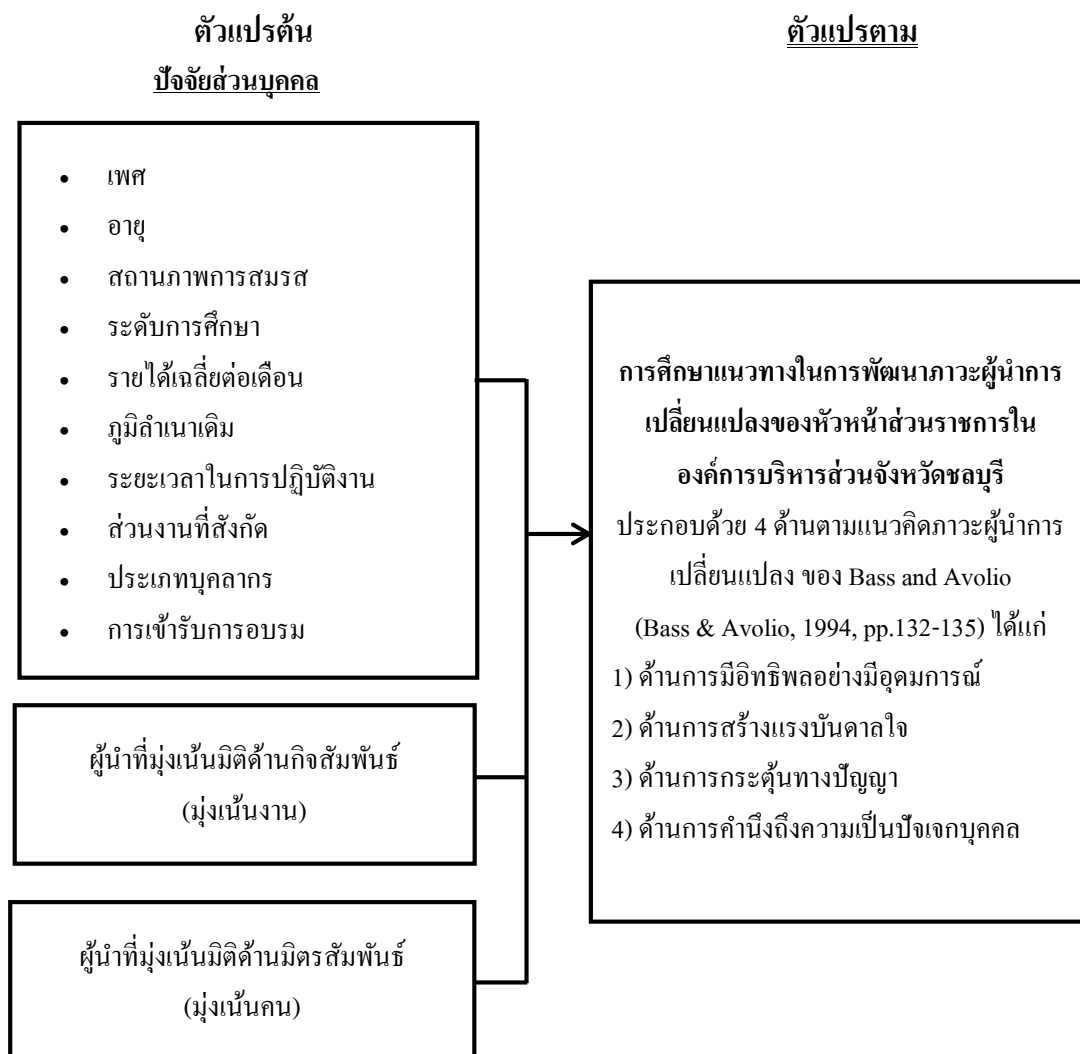 ตัวแปรต้น
ปัจจัยส่วนบุคคล
• เพศ
• อายุ
• สถานภาพการสมรส
• ระดับการศึกษา
• รายได้เฉลี่ยต่อเดือน
• ภูมิลำเนาเดิม
• ระยะเวลาในการปฏิบัติงาน
• ส่วนงานที่สังกัด
• ประเภทบุคลากร
• การเข้ารับการอบรม
ผู้นำที่มุ่งเน้นมิติด้านกิจสัมพันธ์
(มุ่งเน้นงาน)
ผู้นำที่มุ่งเน้นมิติด้านมิตรสัมพันธ์
(มุ่งเน้นคน)
ตัวแปรตาม
การศึกษาแนวทางในการพัฒนาภาวะผู้นำการ
เปลี่ยนแปลงของหัวหน้าส่วนราชการใน
องค์การบริหารส่วนจังหวัดชลบุรี
ประกอบด้วย 4 ด้านตามแนวคิดภาวะผู้นำการ
เปลี่ยนแปลง ของ Bass and Avolio
(Bass & Avolio, 1994, pp.132-135) ได้แก่
1) ด้านการมีอิทธิพลอย่างมีอุดมการณ์
2) ด้านการสร้างแรงบันดาลใจ
3) ด้านการกระตุ้นทางปัญญา
4) ด้านการคำนึงถึงความเป็นปัจเจกบุคคล